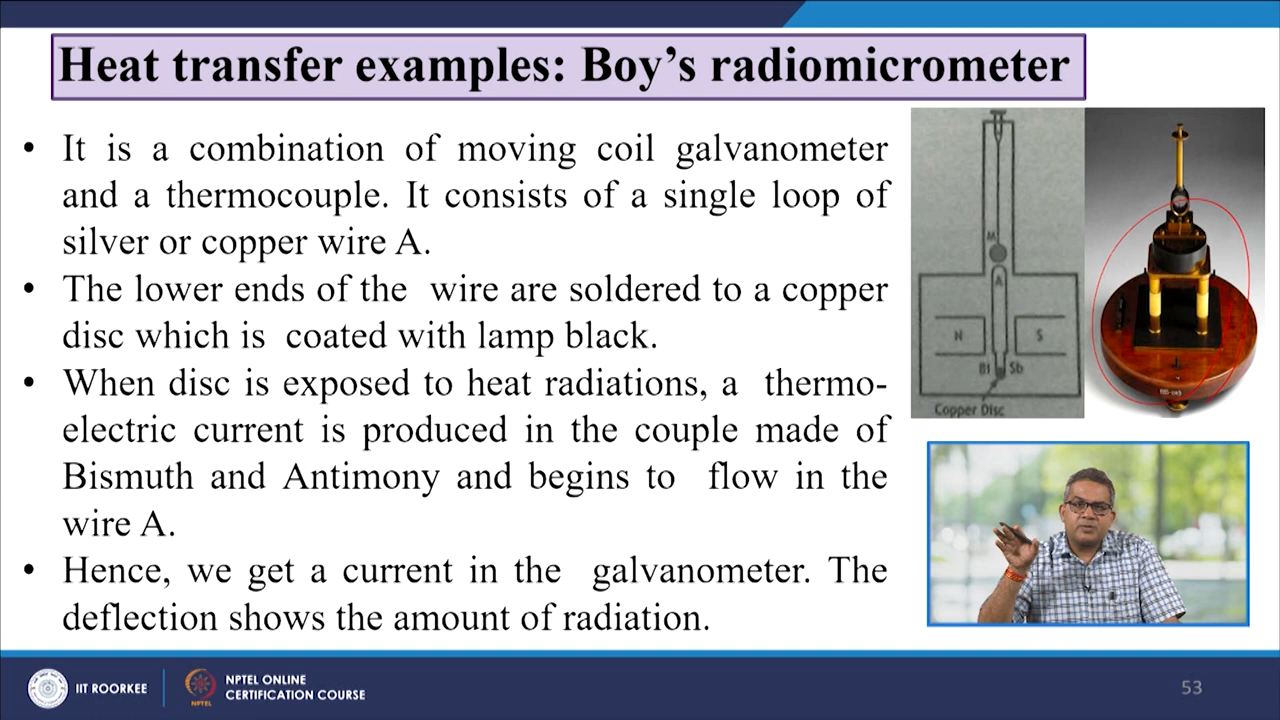 Heat transfer examples: Boy's radiomicrometer
• It is a combination of moving coil galvanometer
and a thermocouple. It consists of a single loop of
silver or copper wire A.
• The lower ends of the wire are soldered to a copper
disc which is coated with lamp black.
• When disc is exposed to heat radiations, a thermo-
electric current is produced in the couple made of
Bismuth and Antimony and begins to flow in the
wire A.
• Hence, we get a current in the galvanometer. The
deflection shows the amount of radiation.
M
A
N
S
Bi
Sb
Copper Disc
IIT ROORKEE
NPTEL
NPTEL ONLINE
CERTIFICATION COURSE
53